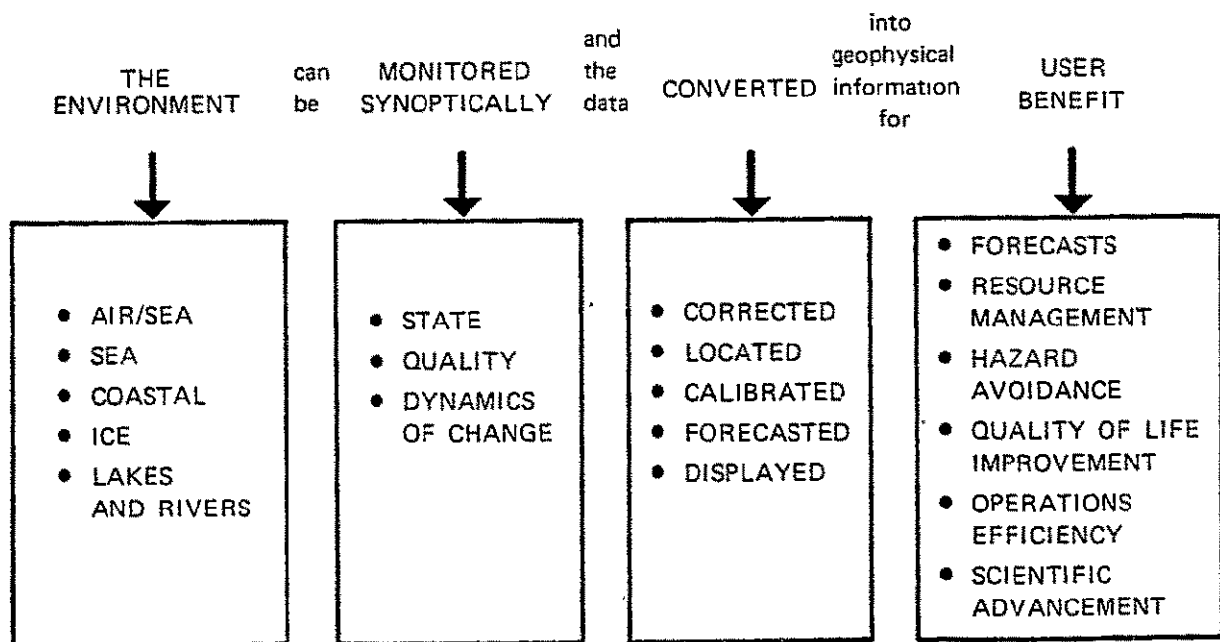 THE
ENVIRONMENT
can
be
MONITORED
SYNOPTICALLY
and
the
data
CONVERTED
into
geophysical
information
for
USER
BENEFIT
• AIR/SEA
• SEA
• COASTAL
• ICE
• LAKES
AND RIVERS
• STATE
• QUALITY
• DYNAMICS
OF CHANGE
• CORRECTED
• LOCATED
• CALIBRATED
• FORECASTED
• DISPLAYED
• FORECASTS
• RESOURCE
MANAGEMENT
• HAZARD
AVOIDANCE
• QUALITY OF LIFE
IMPROVEMENT
• OPERATIONS
EFFICIENCY
• SCIENTIFIC
ADVANCEMENT